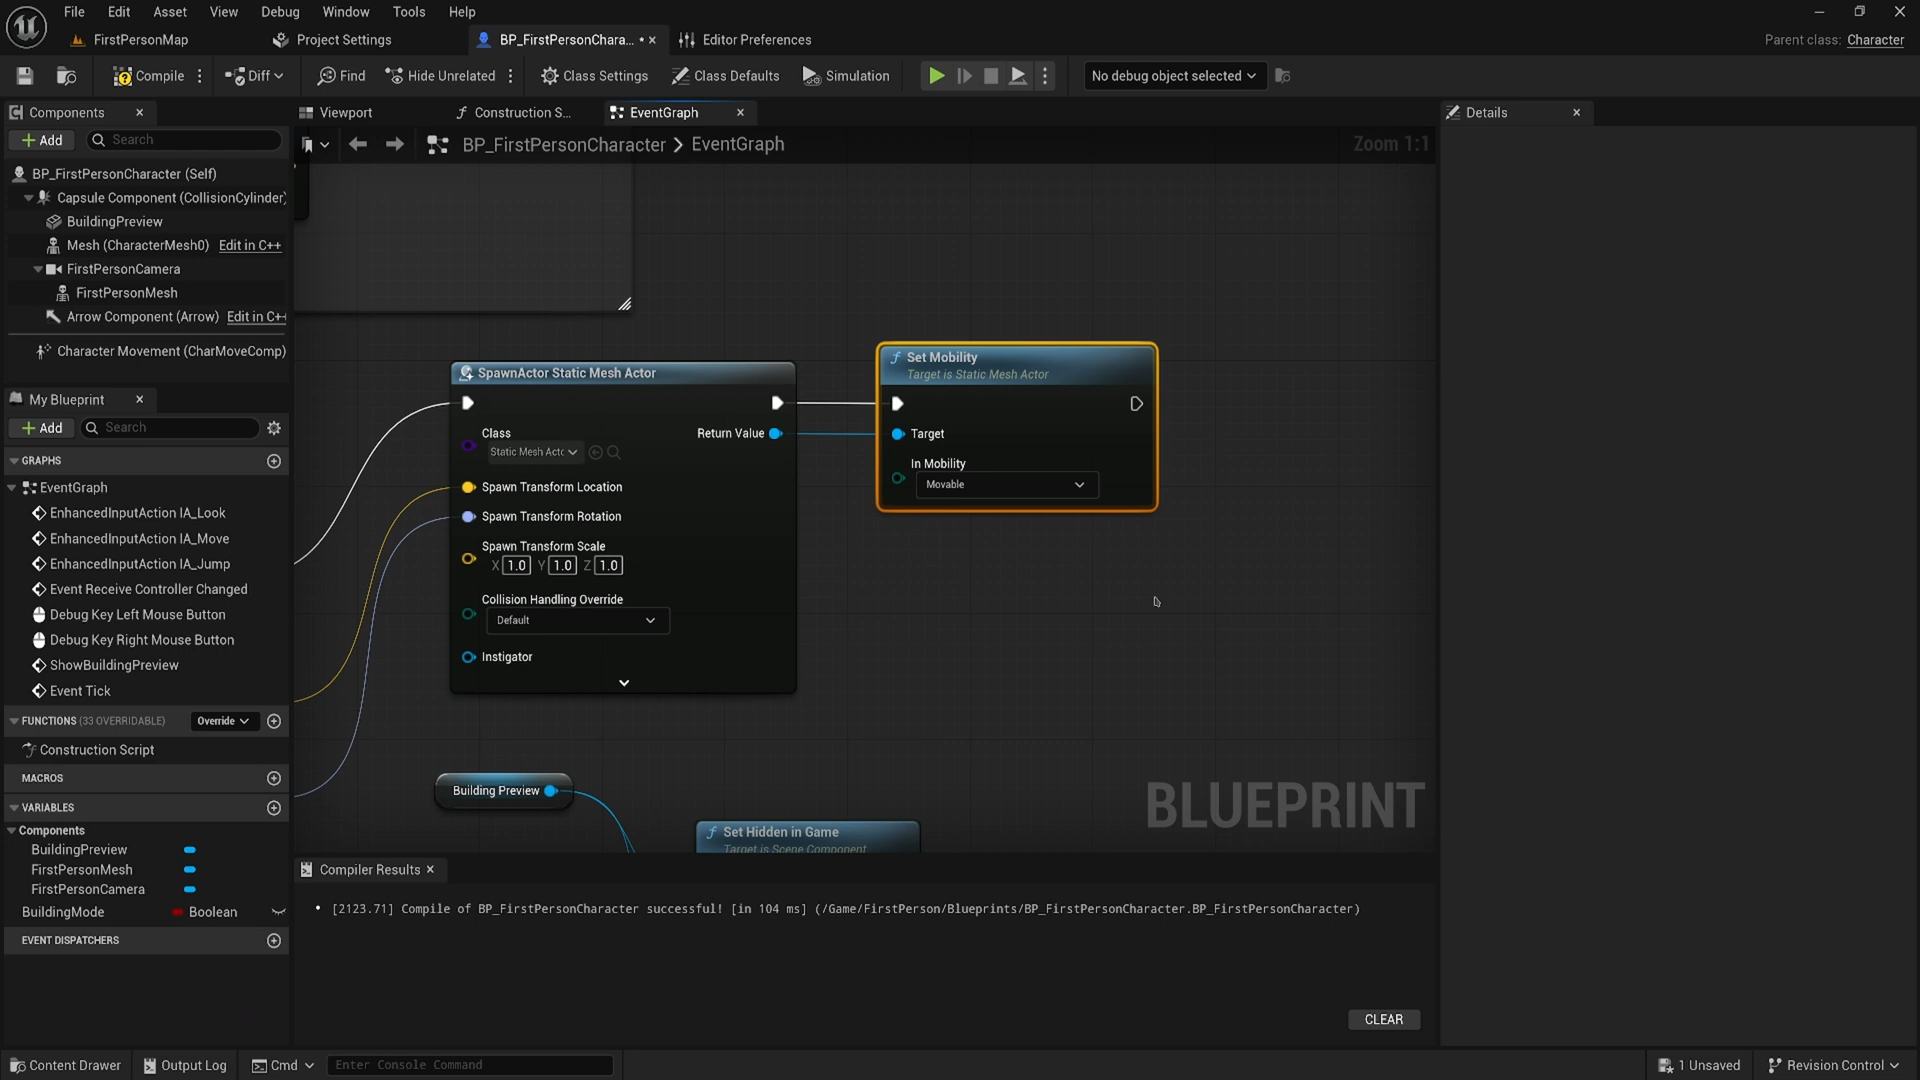 File Edit Asset View Debug Window Tools Help
FirstPersonMap Project Settings BP_FirstPersonChara... • Editor Preferences Parent class: Character
Compile Diff Find Hide Unrelated Class Settings Class Defaults Simulation No debug object selected
Components Viewport Construction S... EventGraph Details
Add Search
BP_FirstPersonCharacter > EventGraph Zoom 1:1
BP_FirstPersonCharacter (Self)
Capsule Component (CollisionCylinder)
BuildingPreview
Mesh (CharacterMesh0) Edit in C++
FirstPersonCamera
FirstPersonMesh
Arrow Component (Arrow) Edit in C++
Character Movement (CharMoveComp)
My Blueprint
Add Search
GRAPHS
EventGraph
EnhancedInputAction IA_Look
EnhancedInputAction IA_Move
EnhancedInputAction IA_Jump
Event Receive Controller Changed
Debug Key Left Mouse Button
Debug Key Right Mouse Button
ShowBuildingPreview
Event Tick
FUNCTIONS (33 OVERRIDABLE) Override
Construction Script
MACROS
VARIABLES
Components
BuildingPreview
FirstPersonMesh
FirstPersonCamera
BuildingMode Boolean
EVENT DISPATCHERS
SpawnActor Static Mesh Actor
Class
Static Mesh Actc
Return Value
Spawn Transform Location
Spawn Transform Rotation
Spawn Transform Scale
X 1.0 Y 1.0 Z 1.0
Collision Handling Override
Default
Instigator
Set Mobility
Target is Static Mesh Actor
Target
In Mobility
Movable
Building Preview
Set Hidden in Game
Target is Scene Component
BLUEPRINT
Compiler Results
• [2123.71] Compile of BP_FirstPersonCharacter successful! [in 104 ms] (/Game/FirstPerson/Blueprints/BP_FirstPersonCharacter.BP_FirstPersonCharacter)
CLEAR
Content Drawer Output Log Cmd Enter Console Command 1 Unsaved Revision Control